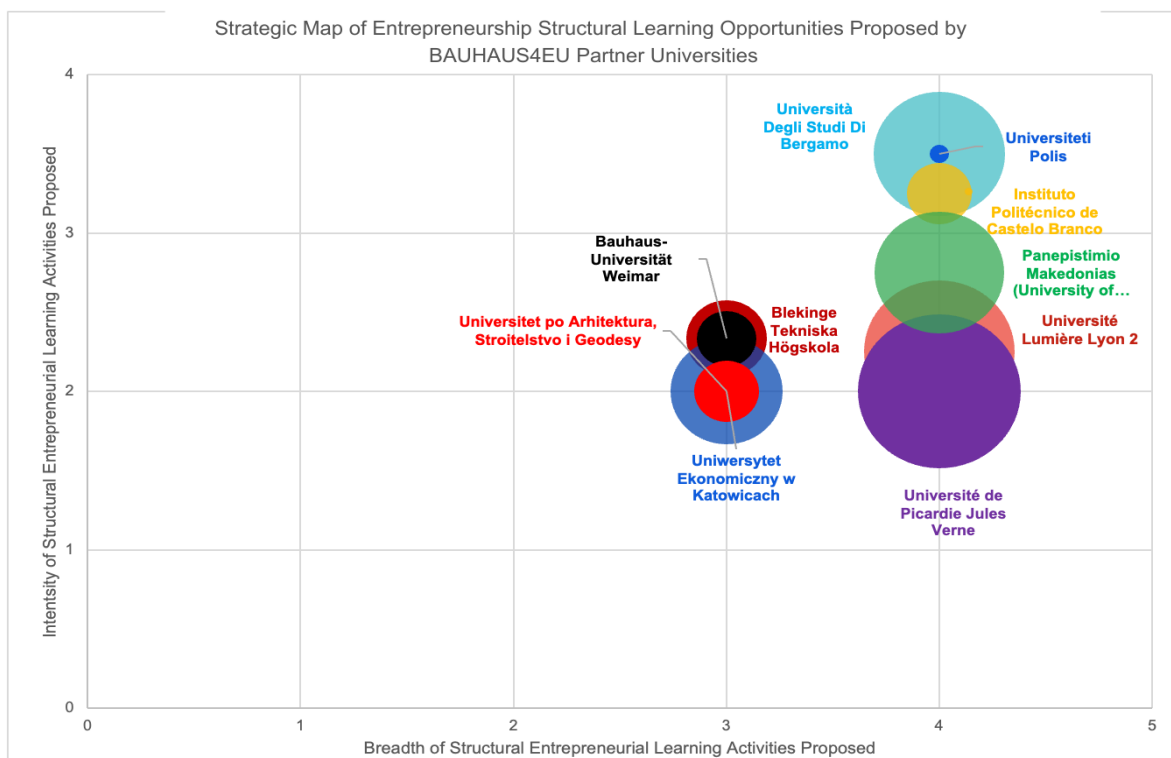 Strategic Map of Entrepreneurship Structural Learning Opportunities Proposed by
BAUHAUS4EU Partner Universities
Intentsity of Structural Entrepreneurial Learning Activities Proposed
4
3
2
1
0
Università
Degli Studi Di
Bergamo
Universiteti
Polis
Instituto
Politécnico de
Castelo Branco
Bauhaus-
Universität
Weimar
Panepistimio
Makedonias
(University of...
Universitet po Arhitektura,
Stroitelstvo i Geodesy
Blekinge
Tekniska
Högskola
Université
Lumière Lyon 2
Uniwersytet
Ekonomiczny w
Katowicach
Université de
Picardie Jules
Verne
0 1 2 3 4 5
Breadth of Structural Entrepreneurial Learning Activities Proposed